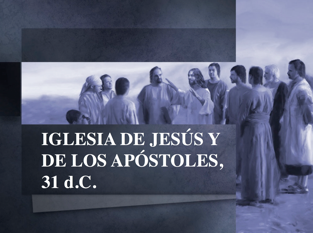 IGLESIA DE JESÚS Y
DE LOS APÓSTOLES,
31 d.C.